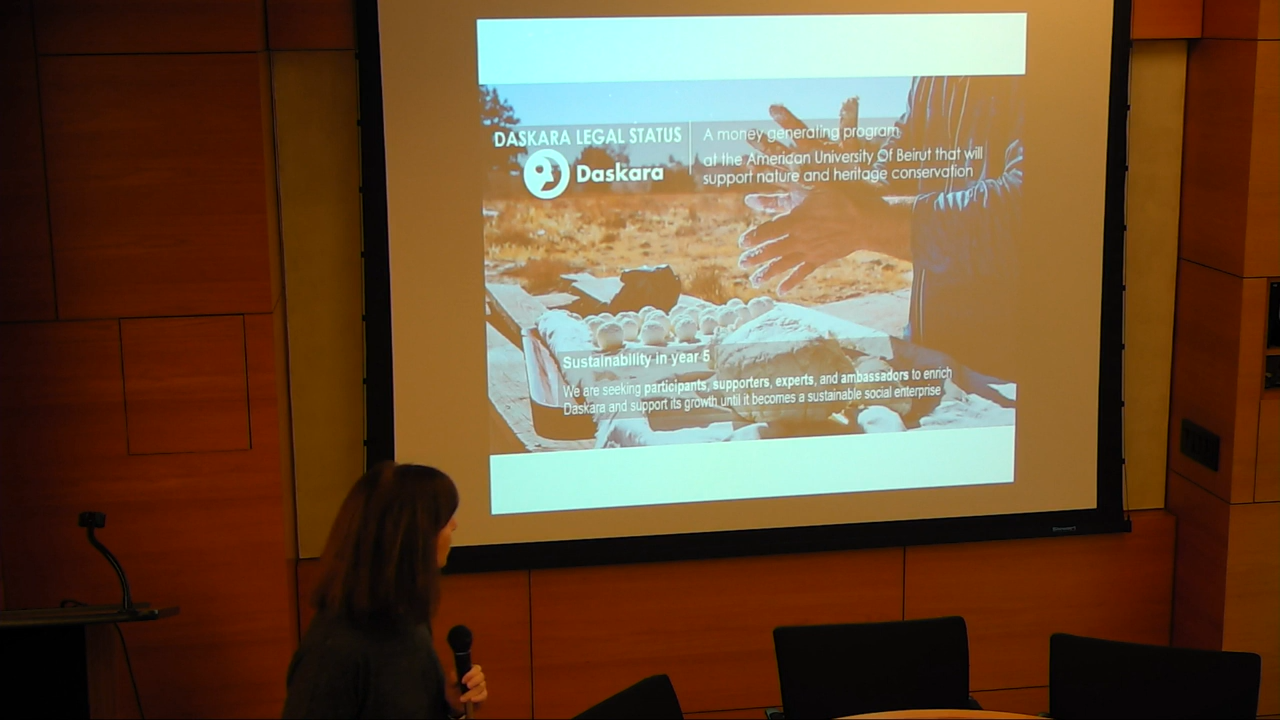 DASKARA LEGAL STATUS
Daskara
A money generating program
at the American University Of Beirut that will
support nature and heritage conservation
Sustainability in year 5
We are seeking participants, supporters, experts, and ambassadors to enrich
Daskara and support its growth until it becomes a sustainable social enterprise